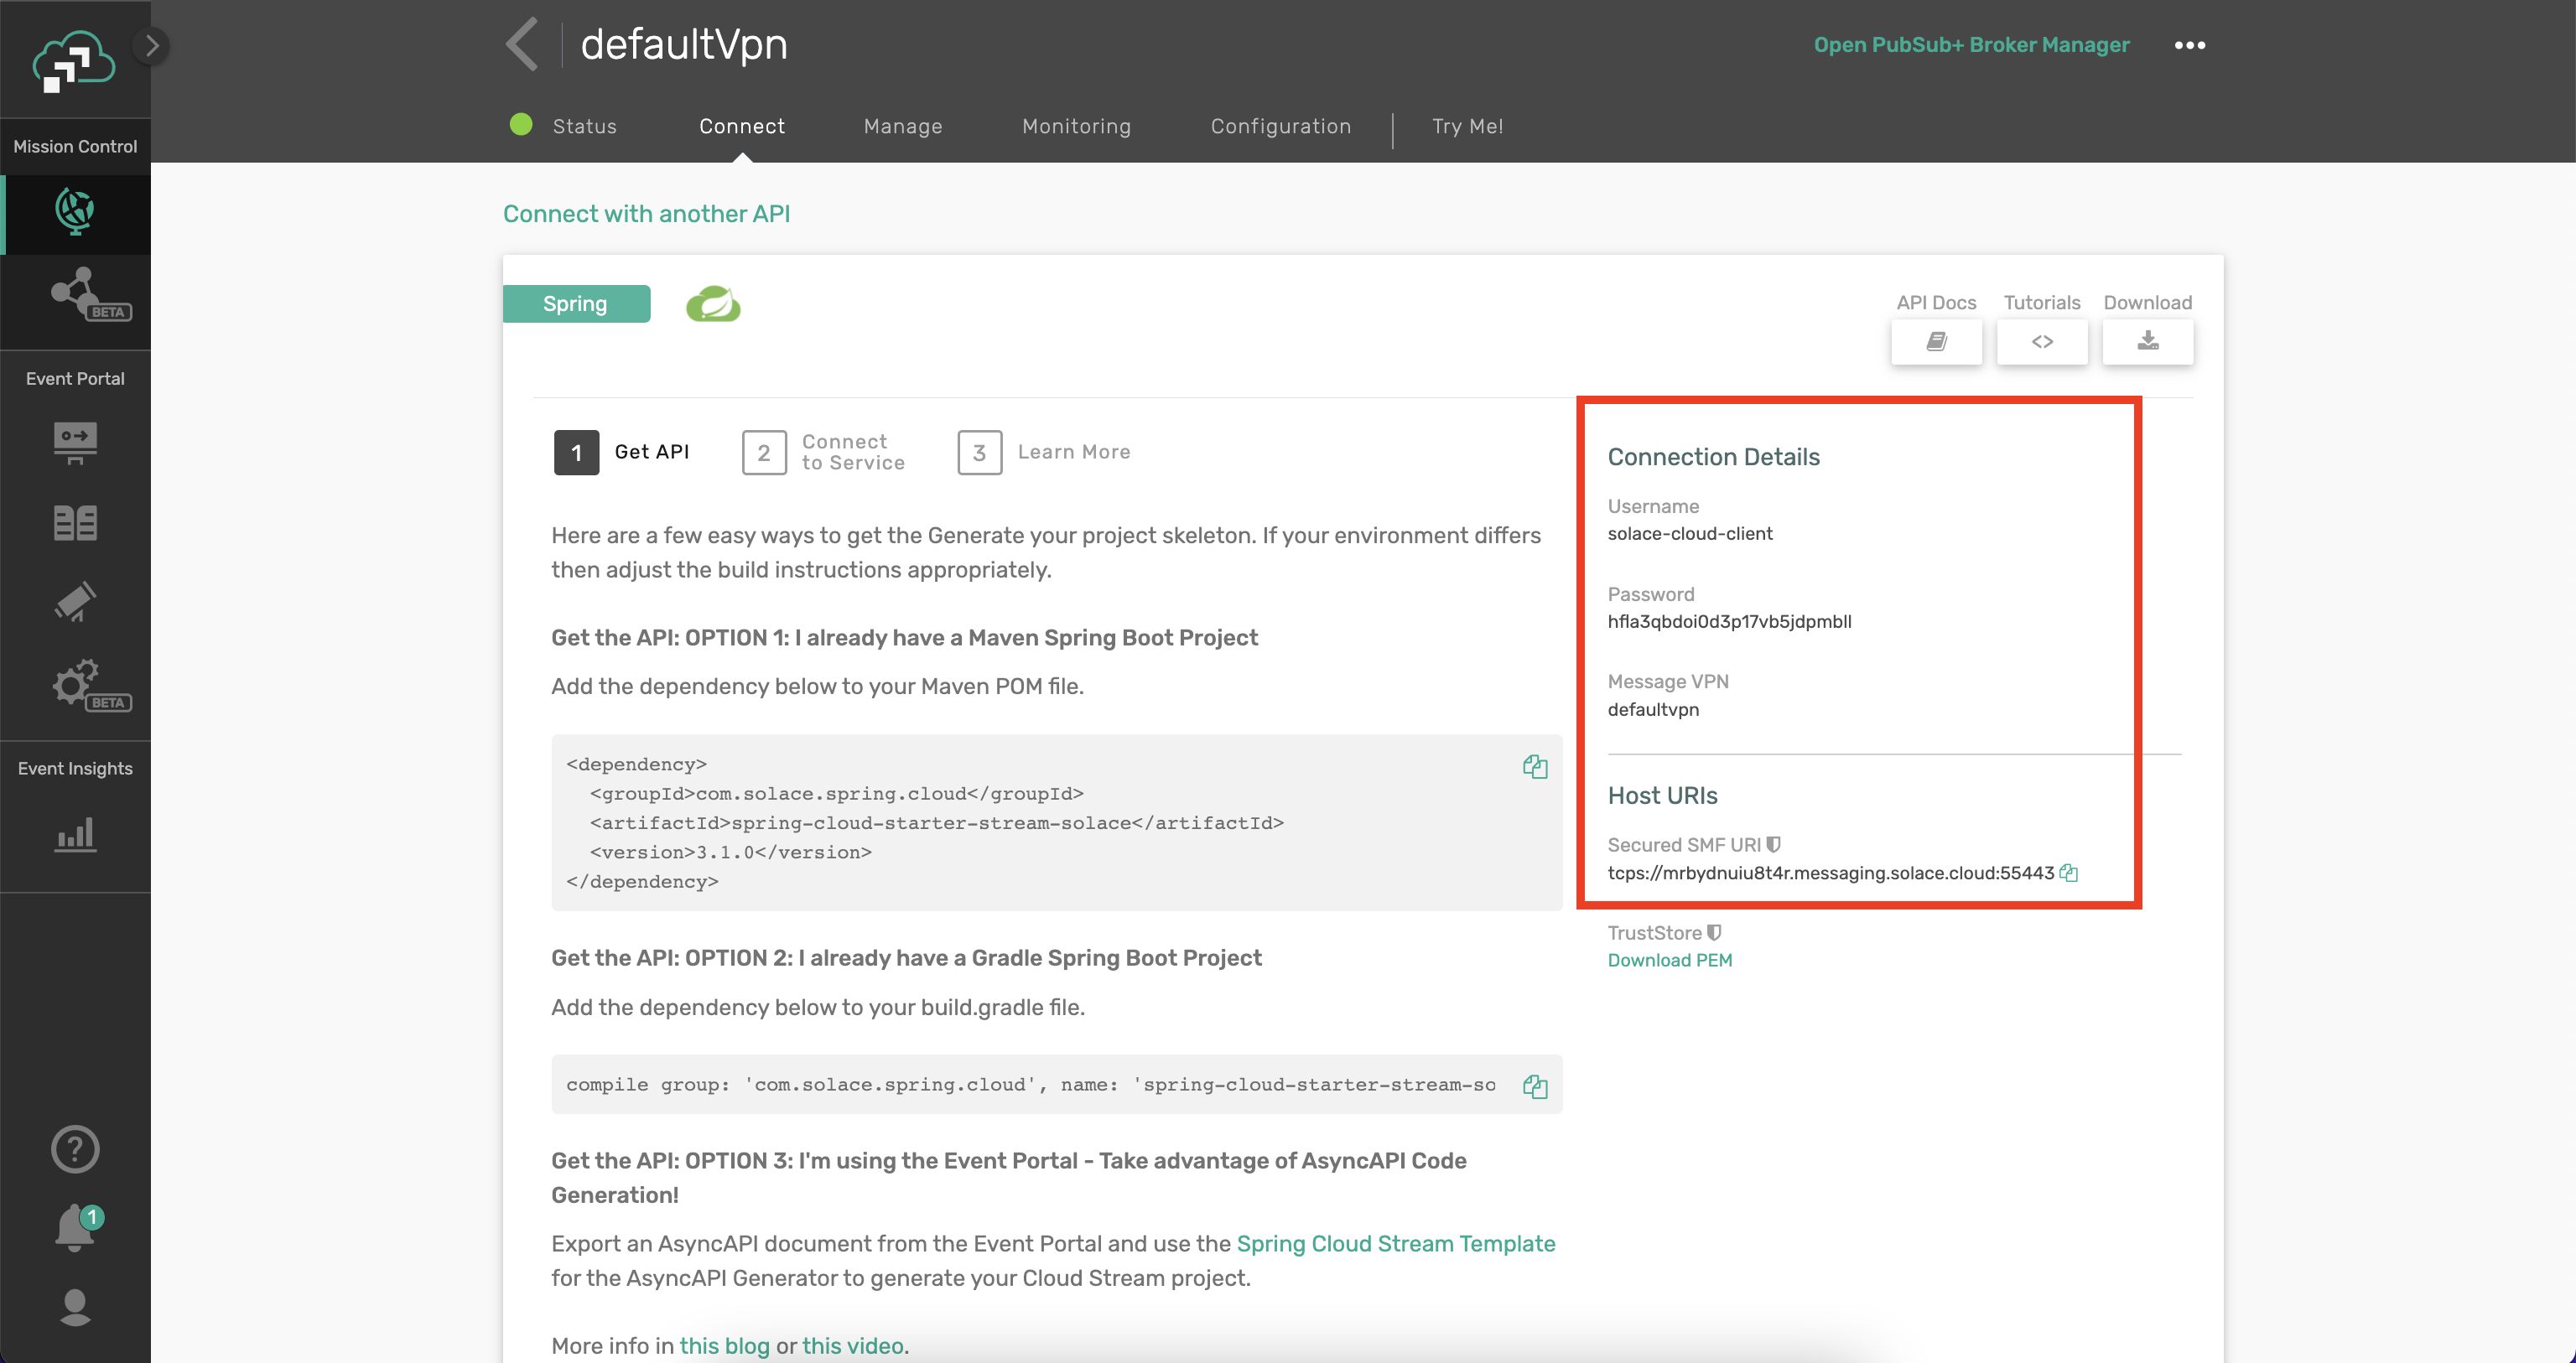 defaultVpn
Open PubSub+ Broker Manager
Status
Connect
Manage
Monitoring
Configuration
Try Me!
Mission Control
BETA
Event Portal
BETA
Event Insights
1
Connect with another API
Spring
API Docs
Tutorials
Download
1 Get API
2 Connect
to Service
3 Learn More
Here are a few easy ways to get the Generate your project skeleton. If your environment differs
then adjust the build instructions appropriately.
Get the API: OPTION 1: I already have a Maven Spring Boot Project
Add the dependency below to your Maven POM file.
<dependency>
<groupId>com.solace.spring.cloud</groupId>
<artifactId>spring-cloud-starter-stream-solace</artifactId>
<version>3.1.0</version>
</dependency>
Get the API: OPTION 2: I already have a Gradle Spring Boot Project
Add the dependency below to your build.gradle file.
compile group: 'com.solace.spring.cloud', name: 'spring-cloud-starter-stream-so
Get the API: OPTION 3: I'm using the Event Portal - Take advantage of AsyncAPI Code
Generation!
Export an AsyncAPI document from the Event Portal and use the Spring Cloud Stream Template
for the AsyncAPI Generator to generate your Cloud Stream project.
More info in this blog or this video.
Connection Details
Username
solace-cloud-client
Password
hfla3qbdoi0d3p17vb5jdpmbll
Message VPN
defaultvpn
Host URIs
Secured SMF URI
tcps://mrbydnuiu8t4r.messaging.solace.cloud:55443
TrustStore
Download PEM